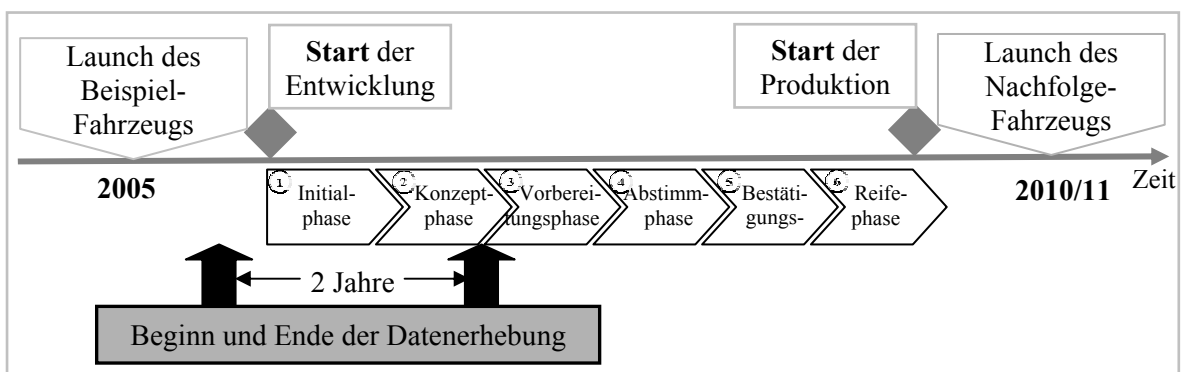 Launch des
Beispiel-
Fahrzeugs
Start der
Entwicklung
Start der
Produktion
Launch des
Nachfolge-
Fahrzeugs
2005
2010/11
Zeit
1 Initial-
phase
2 Konzept-
phase
3 Vorberei-
tungsphase
4 Abstimm-
phase
5 Bestäti-
gungs-
6 Reife-
phase
2 Jahre
Beginn und Ende der Datenerhebung